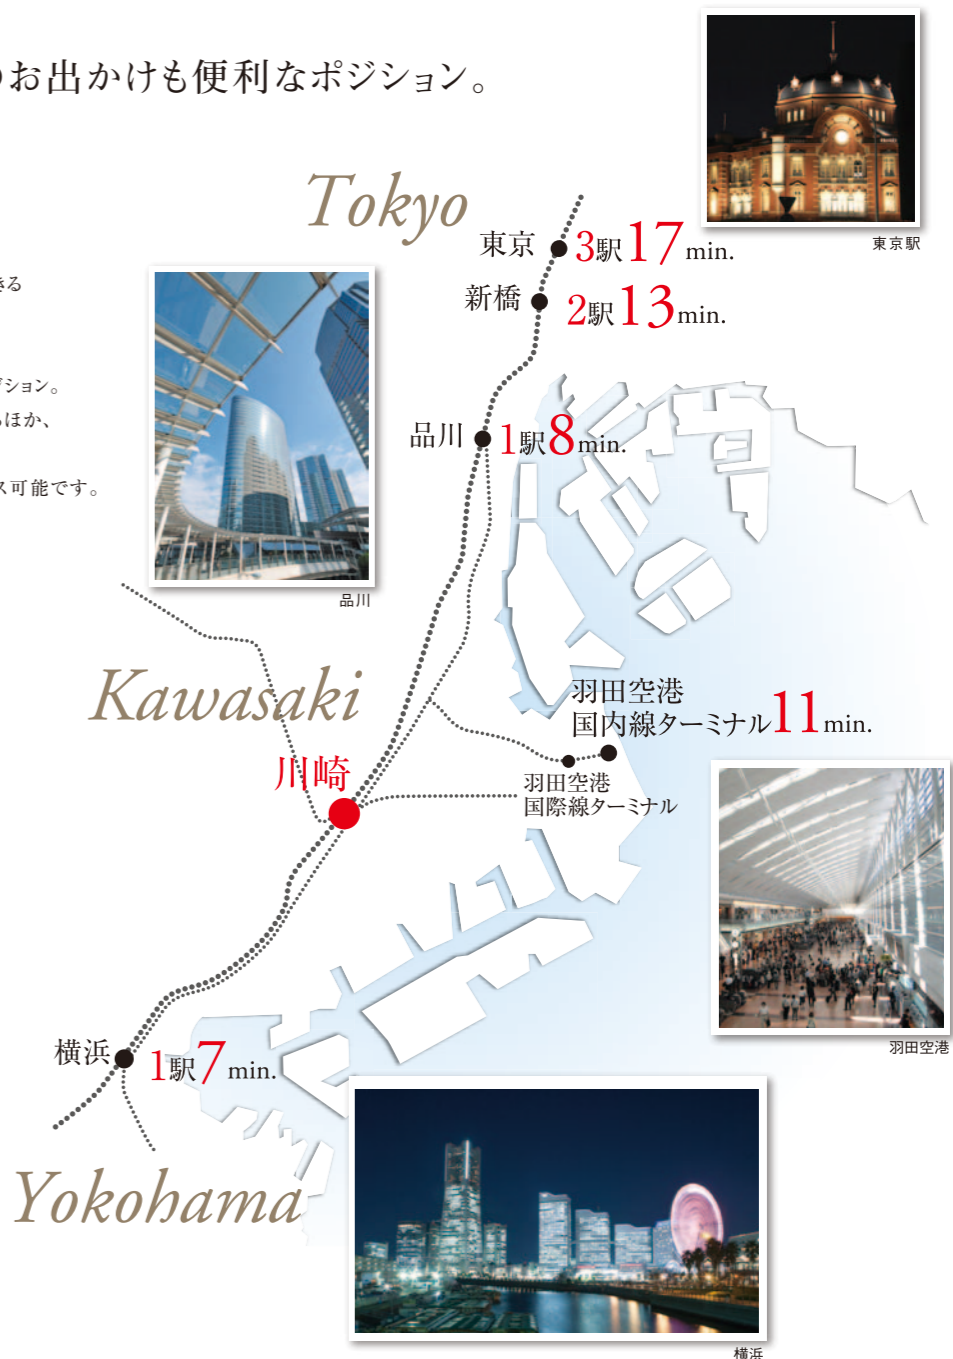 お出かけも便利なポジション。
東京駅
Tokyo
東京 3駅17min.
新橋 2駅13min.
きる
ション。
ほか、
ス可能です。
品川 1駅8min.
品川
Kawasaki
川崎
羽田空港
国内線ターミナル11min.
羽田空港
国際線ターミナル
羽田空港
横浜 1駅7min.
Yokohama
横浜